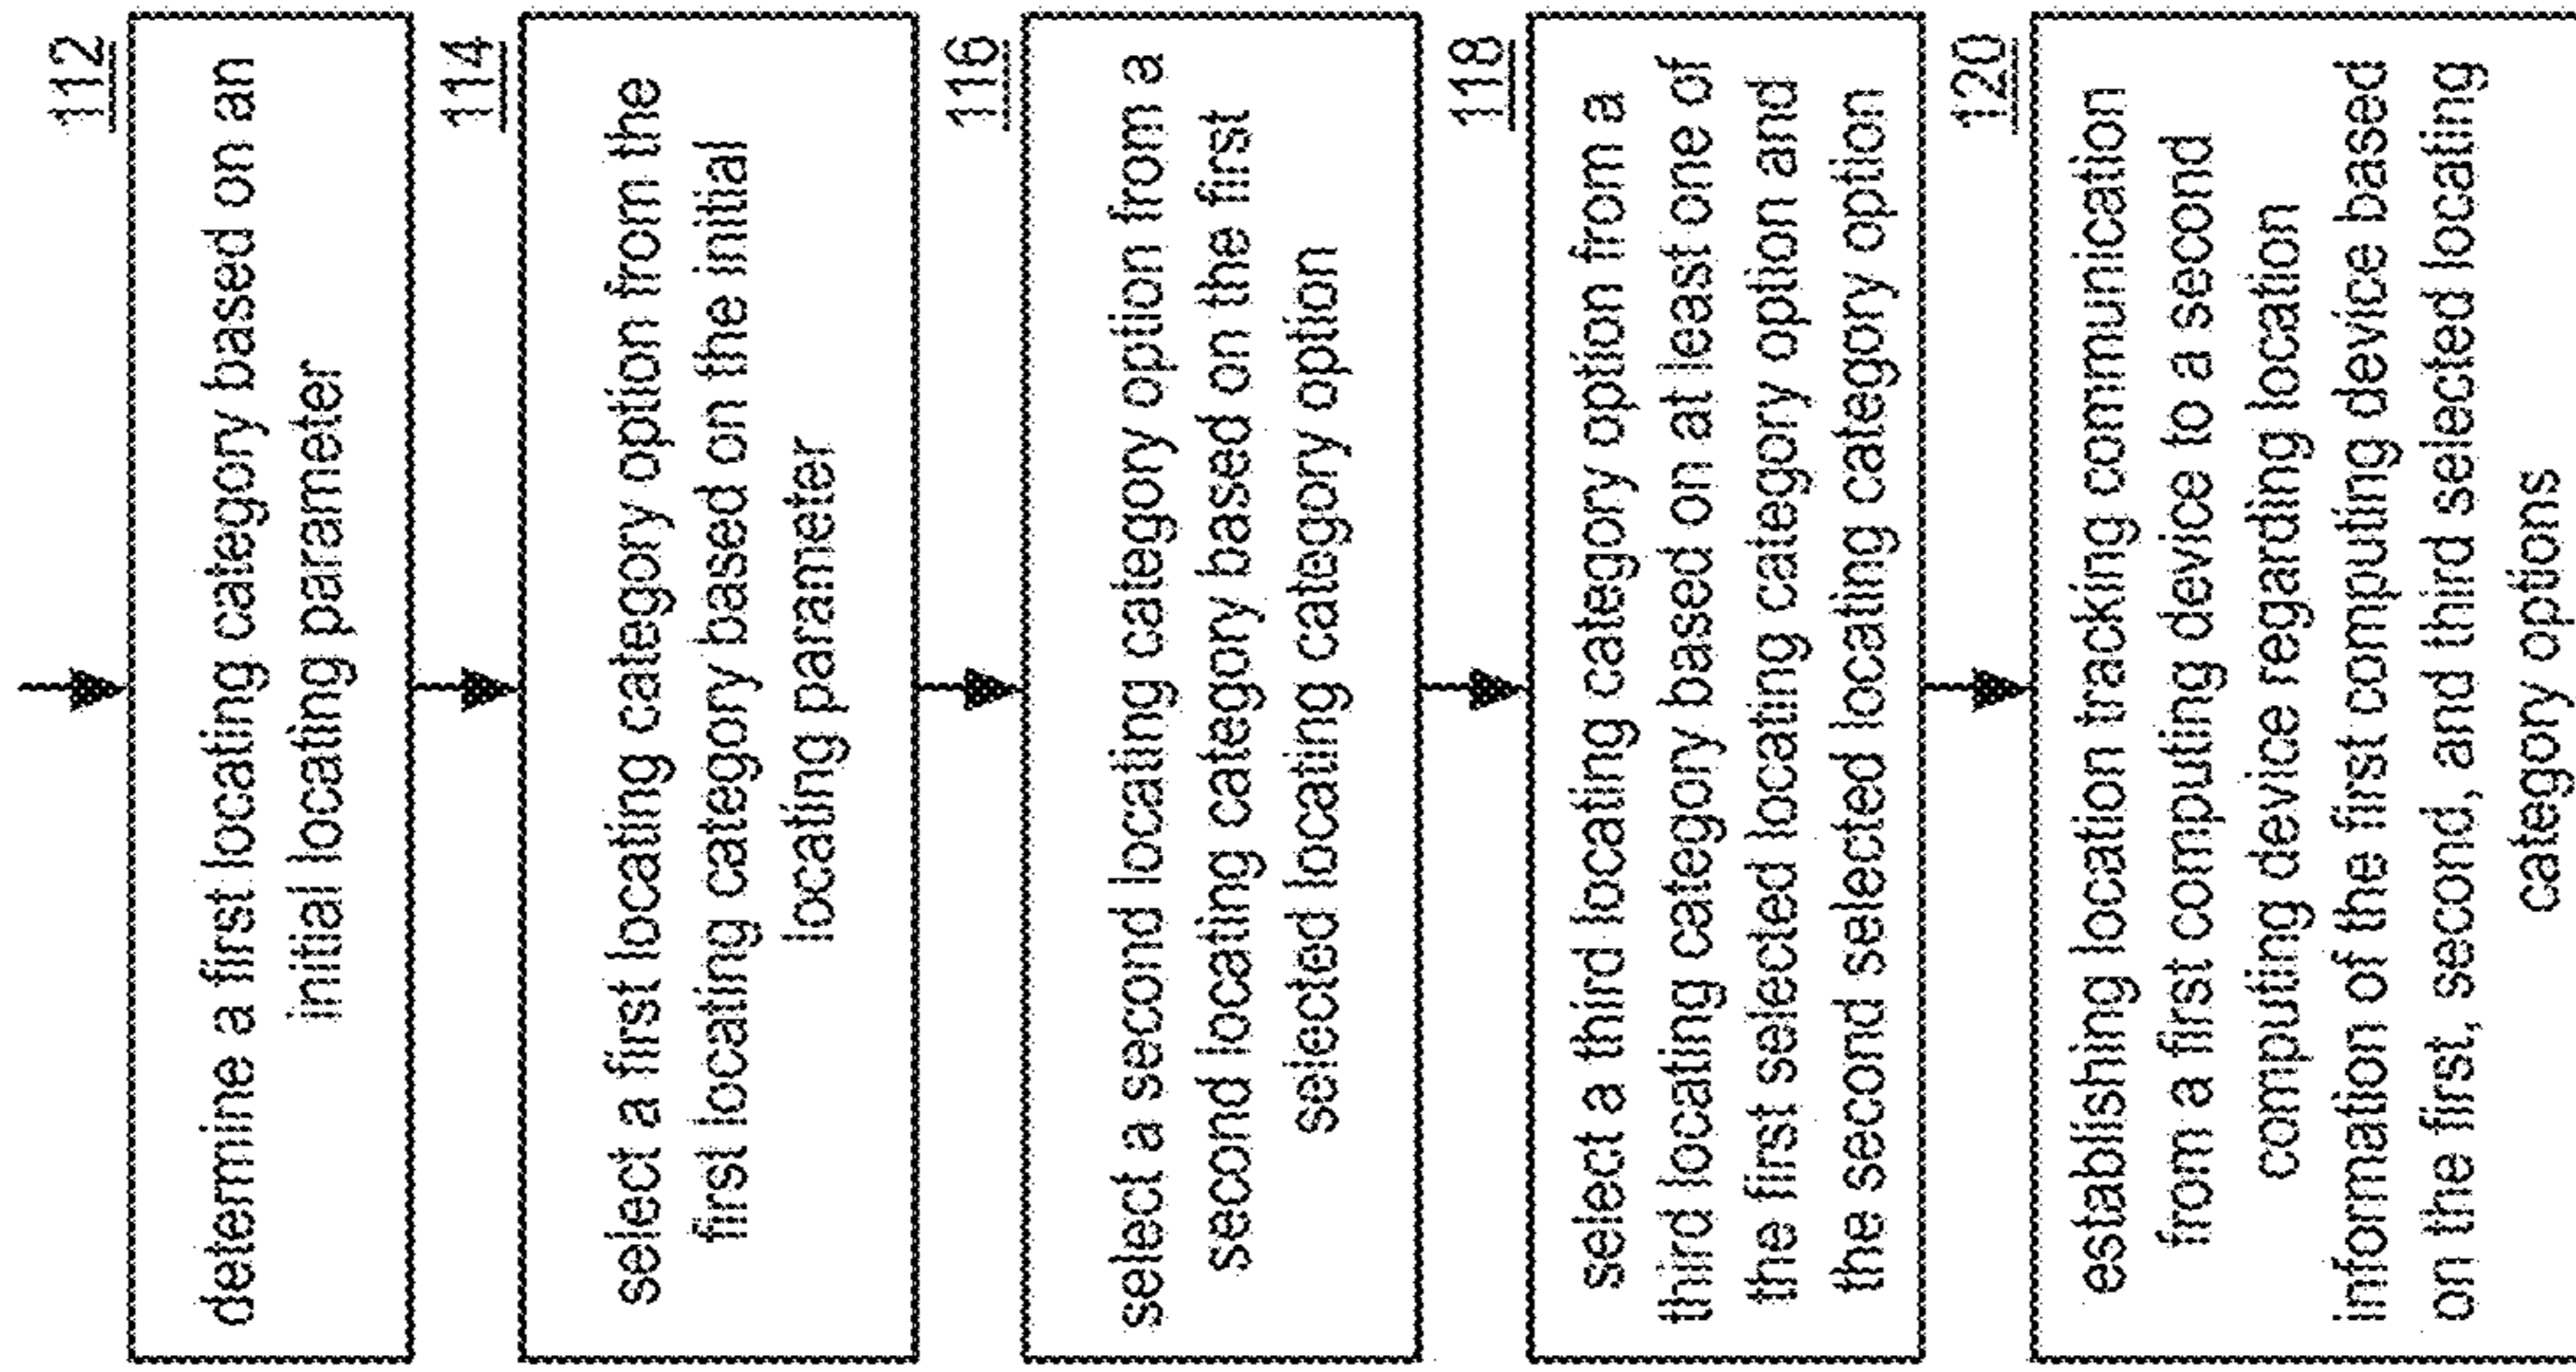 112
determine a first locating category based on an
initial locating parameter
114
select a first locating category option from the
first locating category based on the initial
locating parameter
116
select a second locating category option from a
second locating category based on the first
selected locating category option
118
select a third locating category option from a
third locating category based on at least one of
the first selected locating category option and
the second selected locating category option
120
establishing location tracking communication
from a first computing device to a second
computing device regarding location
information of the first computing device based
on the first, second, and third selected locating
category options